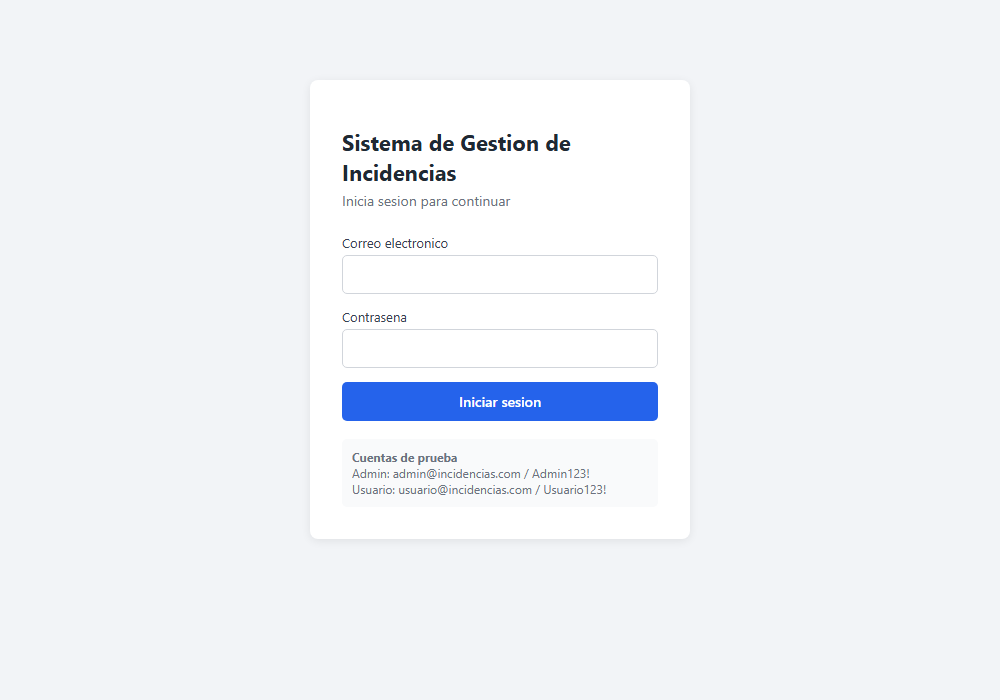 Sistema de Gestion de
Incidencias
Inicia sesion para continuar
Correo electronico
Contrasena
Iniciar sesion
Cuentas de prueba
Admin: admin@incidencias.com / Admin123!
Usuario: usuario@incidencias.com / Usuario123!